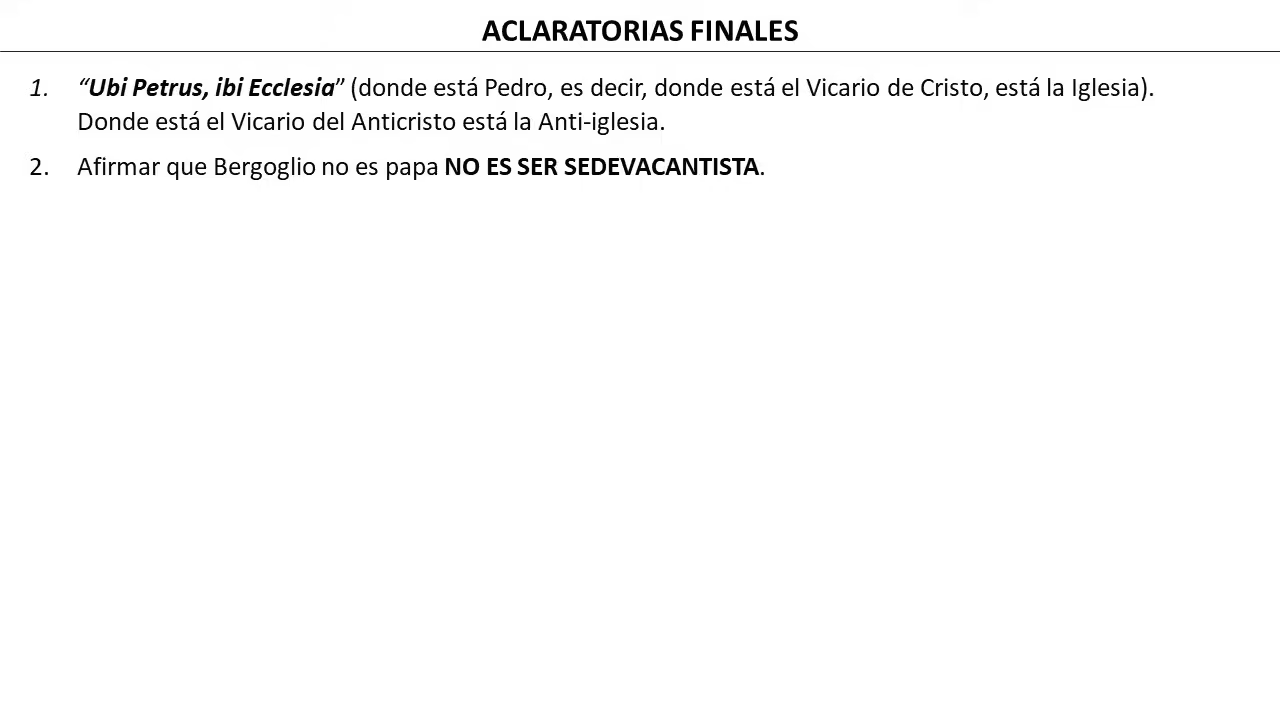 ACLARATORIAS FINALES
1. “Ubi Petrus, ibi Ecclesia” (donde está Pedro, es decir, donde está el Vicario de Cristo, está la Iglesia).
Donde está el Vicario del Anticristo está la Anti-iglesia.
2. Afirmar que Bergoglio no es papa NO ES SER SEDEVACANTISTA.